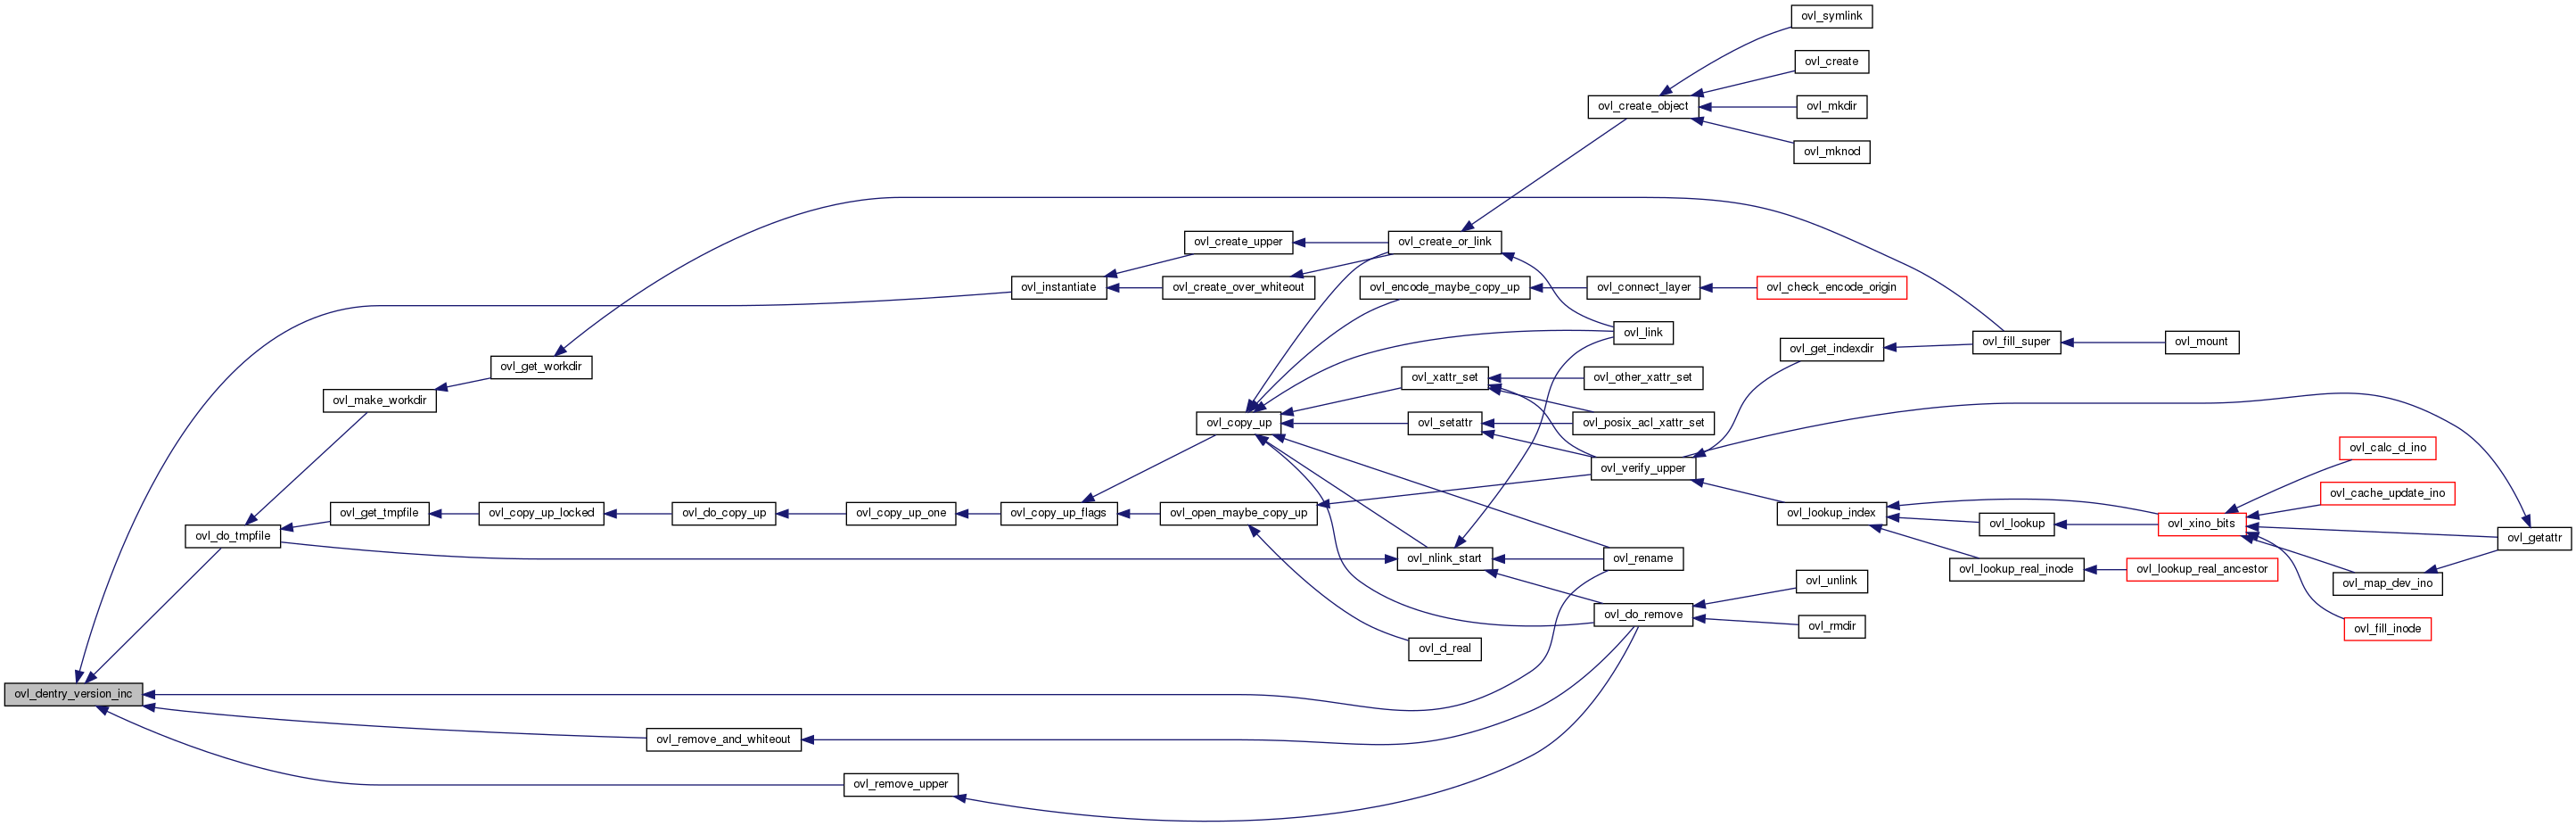 ovl_symlink
ovl_create
ovl_create_object
ovl_mkdir
ovl_mknod
ovl_create_upper
ovl_create_or_link
ovl_instantiate
ovl_create_over_whiteout
ovl_encode_maybe_copy_up
ovl_connect_layer
ovl_check_encode_origin
ovl_link
ovl_get_indexdir
ovl_fill_super
ovl_mount
ovl_get_workdir
ovl_make_workdir
ovl_xattr_set
ovl_other_xattr_set
ovl_copy_up
ovl_setattr
ovl_posix_acl_xattr_set
ovl_verify_upper
ovl_calc_d_ino
ovl_cache_update_ino
ovl_get_tmpfile
ovl_copy_up_locked
ovl_do_copy_up
ovl_copy_up_one
ovl_copy_up_flags
ovl_open_maybe_copy_up
ovl_lookup_index
ovl_lookup
ovl_xino_bits
ovl_getattr
ovl_do_tmpfile
ovl_nlink_start
ovl_rename
ovl_lookup_real_inode
ovl_lookup_real_ancestor
ovl_map_dev_ino
ovl_unlink
ovl_do_remove
ovl_rmdir
ovl_fill_inode
ovl_d_real
ovl_dentry_version_inc
ovl_remove_and_whiteout
ovl_remove_upper